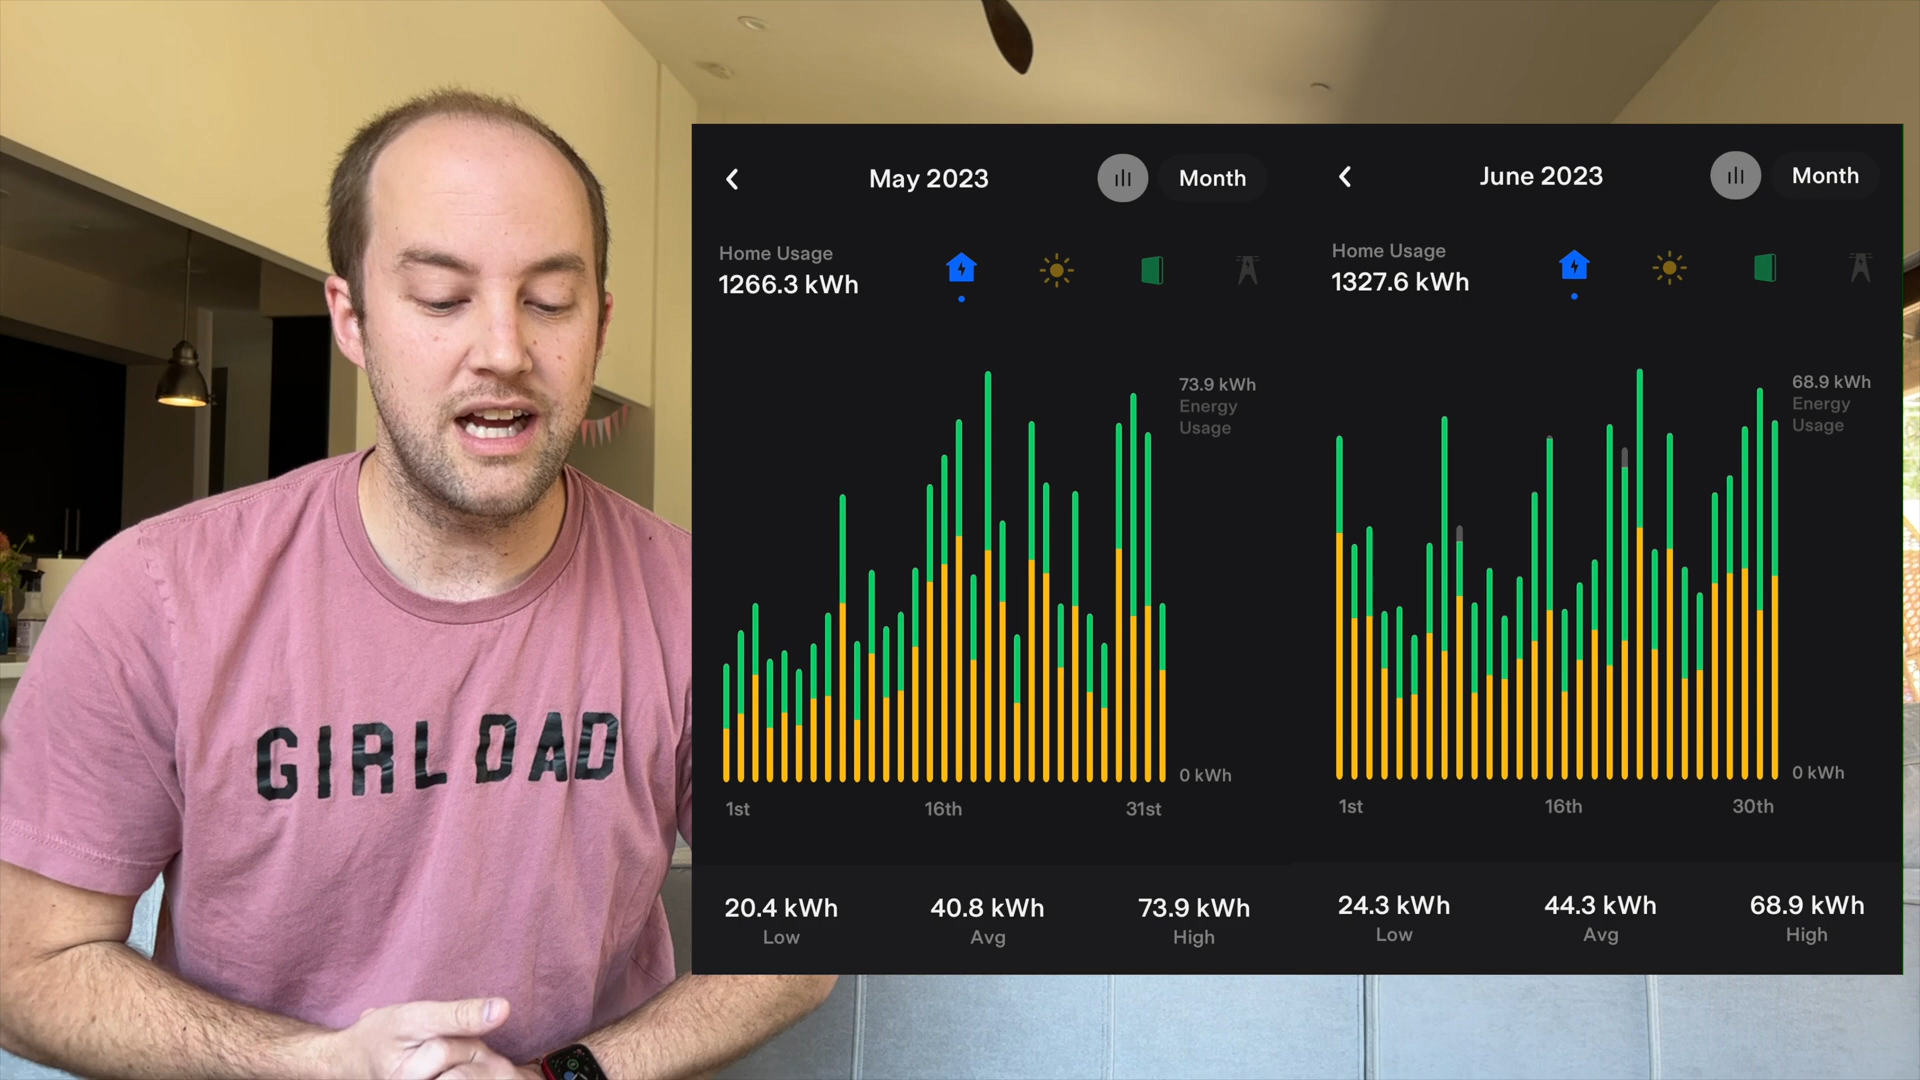 GIRL DAD
May 2023
Month
Home Usage
1266.3 kWh
73.9 kWh
Energy
Usage
0 kWh
1st
16th
31st
20.4 kWh
Low
40.8 kWh
Avg
73.9 kWh
High
June 2023
Month
Home Usage
1327.6 kWh
68.9 kWh
Energy
Usage
0 kWh
1st
16th
30th
24.3 kWh
Low
44.3 kWh
Avg
68.9 kWh
High